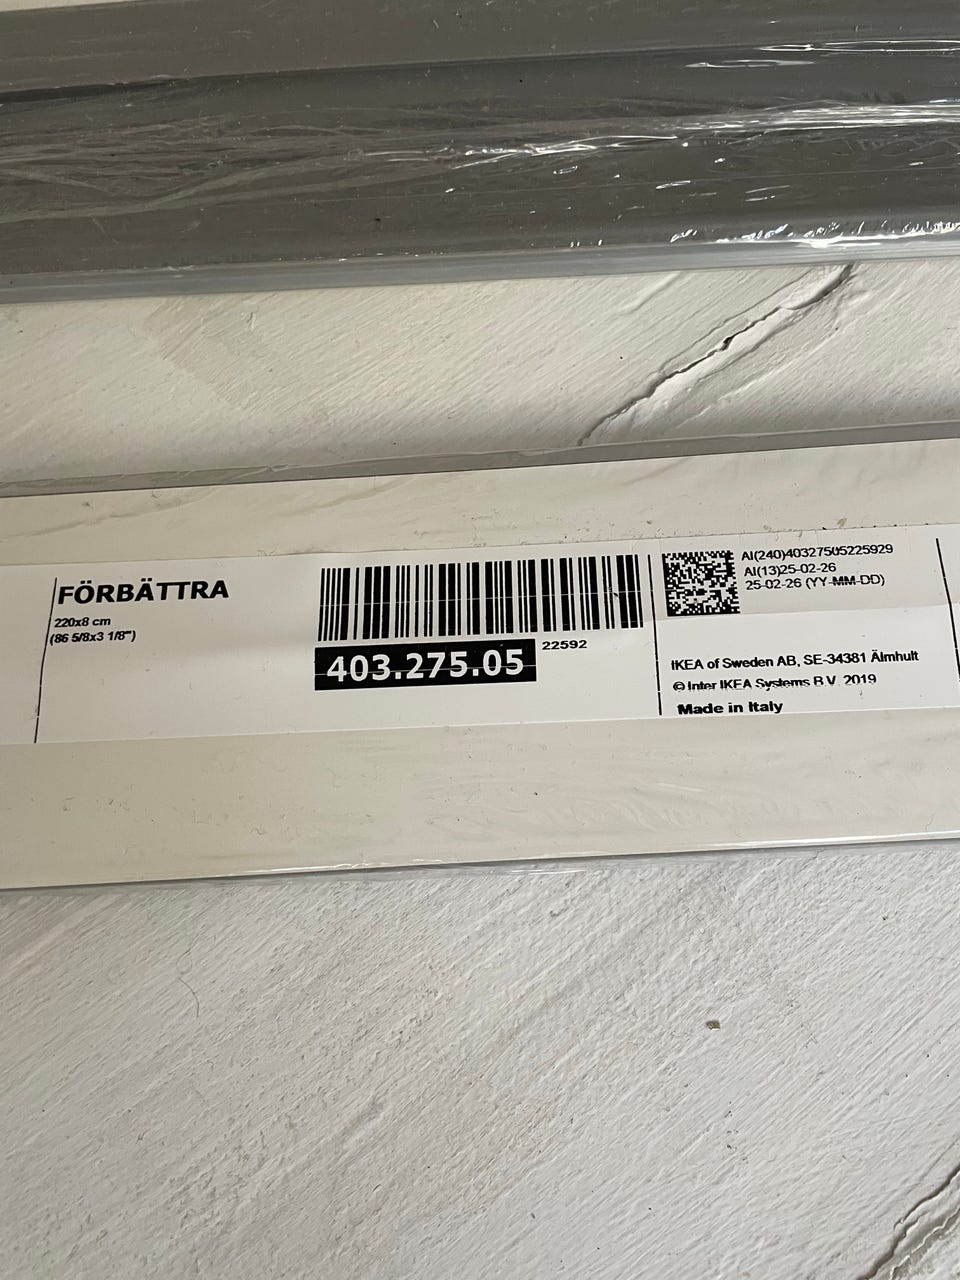 FÖRBÄTTRA
220x8 cm
(86 5/8x3 1/8")
403.275.05
22592
AI(240)40327505225929
AI(13)25-02-26
25-02-26 (YY-MM-DD)
IKEA of Sweden AB, SE-34381 Älmhult
© Inter IKEA Systems B.V. 2019
Made in Italy